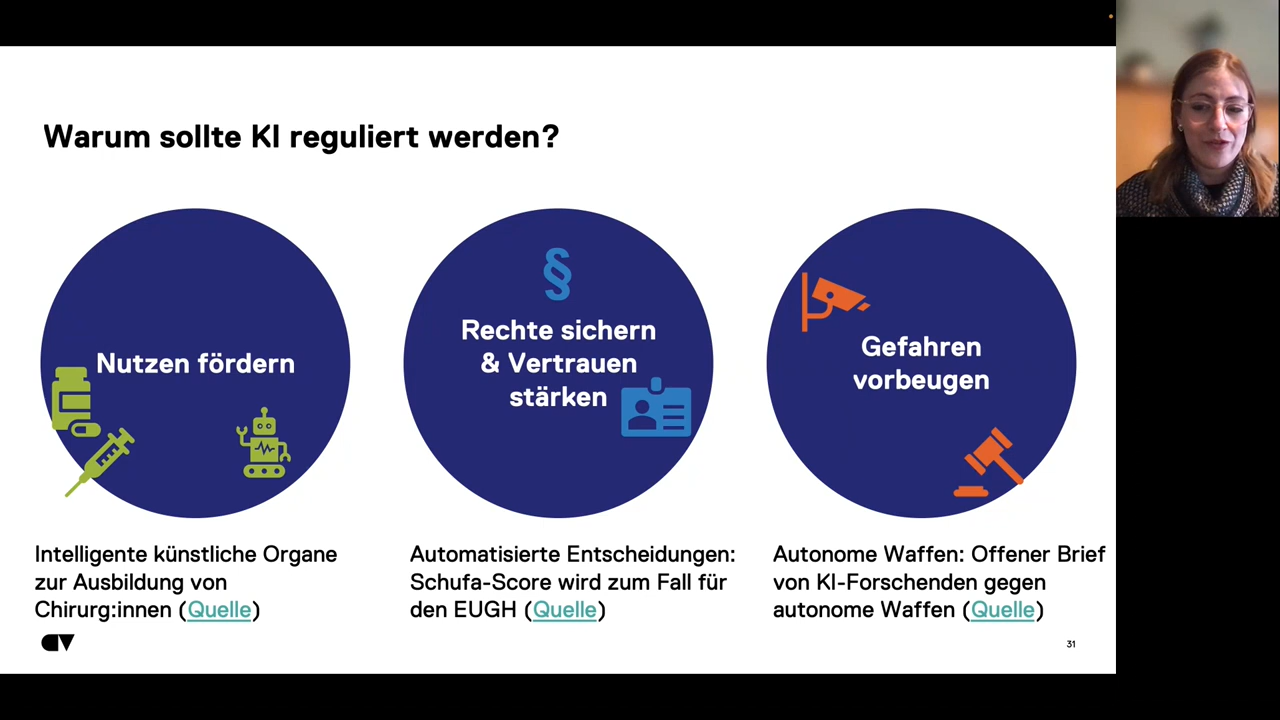 Warum sollte KI reguliert werden?
Nutzen fördern
§
Rechte sichern
& Vertrauen
stärken
Gefahren
vorbeugen
Intelligente künstliche Organe
zur Ausbildung von
Chirurg:innen (Quelle)
Automatisierte Entscheidungen:
Schufa-Score wird zum Fall für
den EUGH (Quelle)
Autonome Waffen: Offener Brief
von KI-Forschenden gegen
autonome Waffen (Quelle)
31